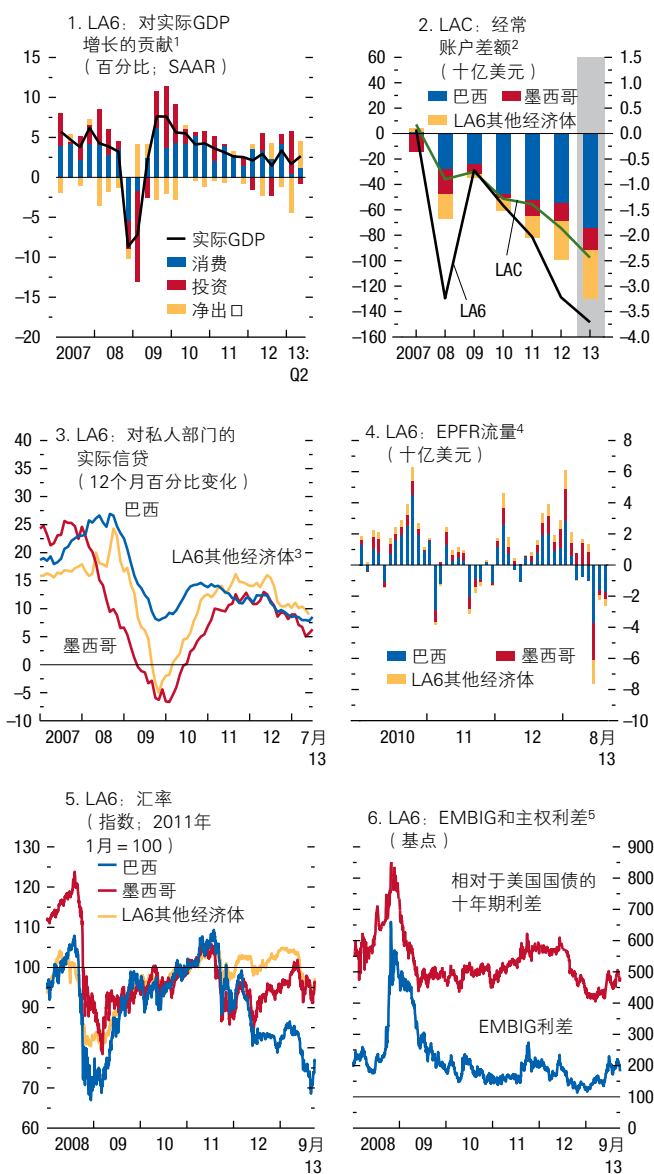 1. LA6：对实际GDP
增长的贡献1
（百分比；SAAR）
15
10
5
0
−5
−10
−15
−20
实际GDP
消费
投资
净出口
2007 08 09 10 11 12 13:
Q2
2. LAC：经常
账户差额2
（十亿美元）
60
40
20
0
−20
−40
−60
−80
−100
−120
−140
−160
1.5
1.0
0.5
0.0
−0.5
−1.0
−1.5
−2.0
−2.5
−3.0
−3.5
−4.0
巴西 墨西哥
LA6其他经济体
LAC
LA6
2007 08 09 10 11 12 13
3. LA6：对私人部门的
实际信贷
（12个月百分比变化）
40
35
30
25
20
15
10
5
0
−5
−10
巴西
LA6其他经济体3
墨西哥
2007 08 09 10 11 12 7月
13
4. LA6：EPFR流量4
（十亿美元）
8
6
4
2
0
−2
−4
−6
−8
−10
巴西 墨西哥
LA6其他经济体
2010 11 12 8月
13
5. LA6：汇率
（指数；2011年
1月＝100）
130
120
110
100
90
80
70
60
巴西
墨西哥
LA6其他经济体
2008 09 10 11 12 9月
13
6. LA6：EMBIG和主权利差5
（基点）
900
800
700
600
500
400
300
200
100
0
相对于美国国债的
十年期利差
EMBIG利差
2008 09 10 11 12 9月
13